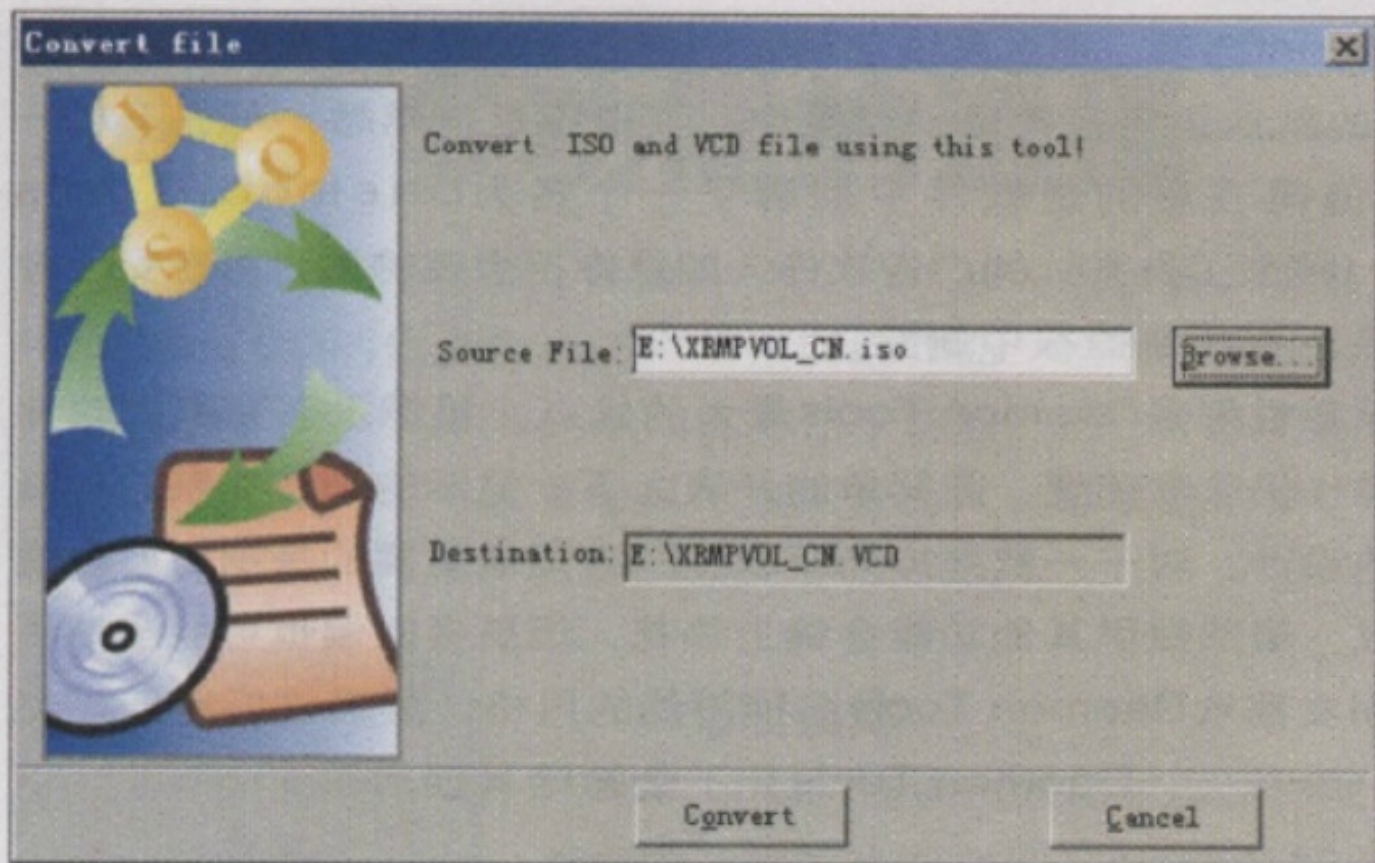 Convert file
I
O
S
Convert ISO and VCD file using this tool!
Source File: E:\XRMPVOL_CN.iso Browse...
Destination: E:\XRMPVOL_CN.VCD
Convert Cancel